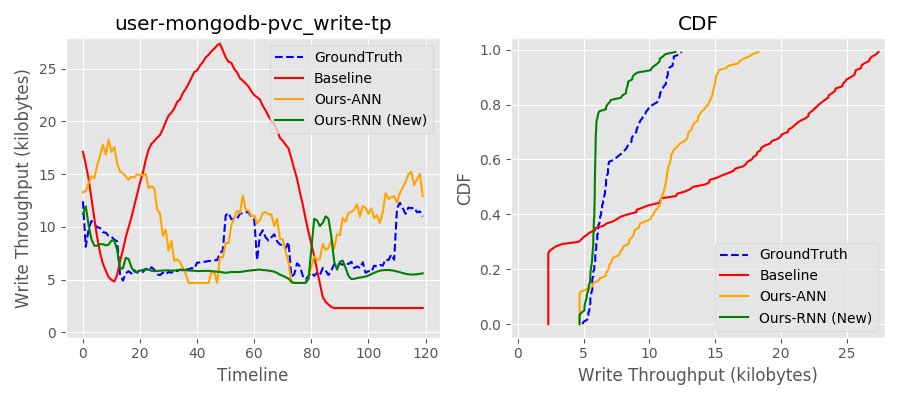 user-mongodb-pvc_write-tp
Write Throughput (kilobytes)
25
20
15
10
5
0
0
20
40
60
80
100
120
Timeline
GroundTruth
Baseline
Ours-ANN
Ours-RNN (New)
CDF
CDF
1.0
0.8
0.6
0.4
0.2
0.0
0
5
10
15
20
25
Write Throughput (kilobytes)
GroundTruth
Baseline
Ours-ANN
Ours-RNN (New)